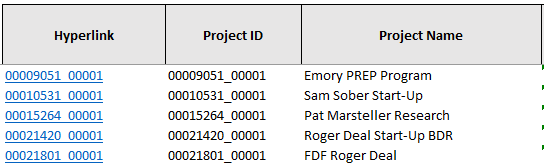 Hyperlink Project ID Project Name
00009051_00001 00009051_00001 Emory PREP Program
00010531_00001 00010531_00001 Sam Sober Start-Up
00015264_00001 00015264_00001 Pat Marsteller Research
00021420_00001 00021420_00001 Roger Deal Start-Up BDR
00021801_00001 00021801_00001 FDF Roger Deal